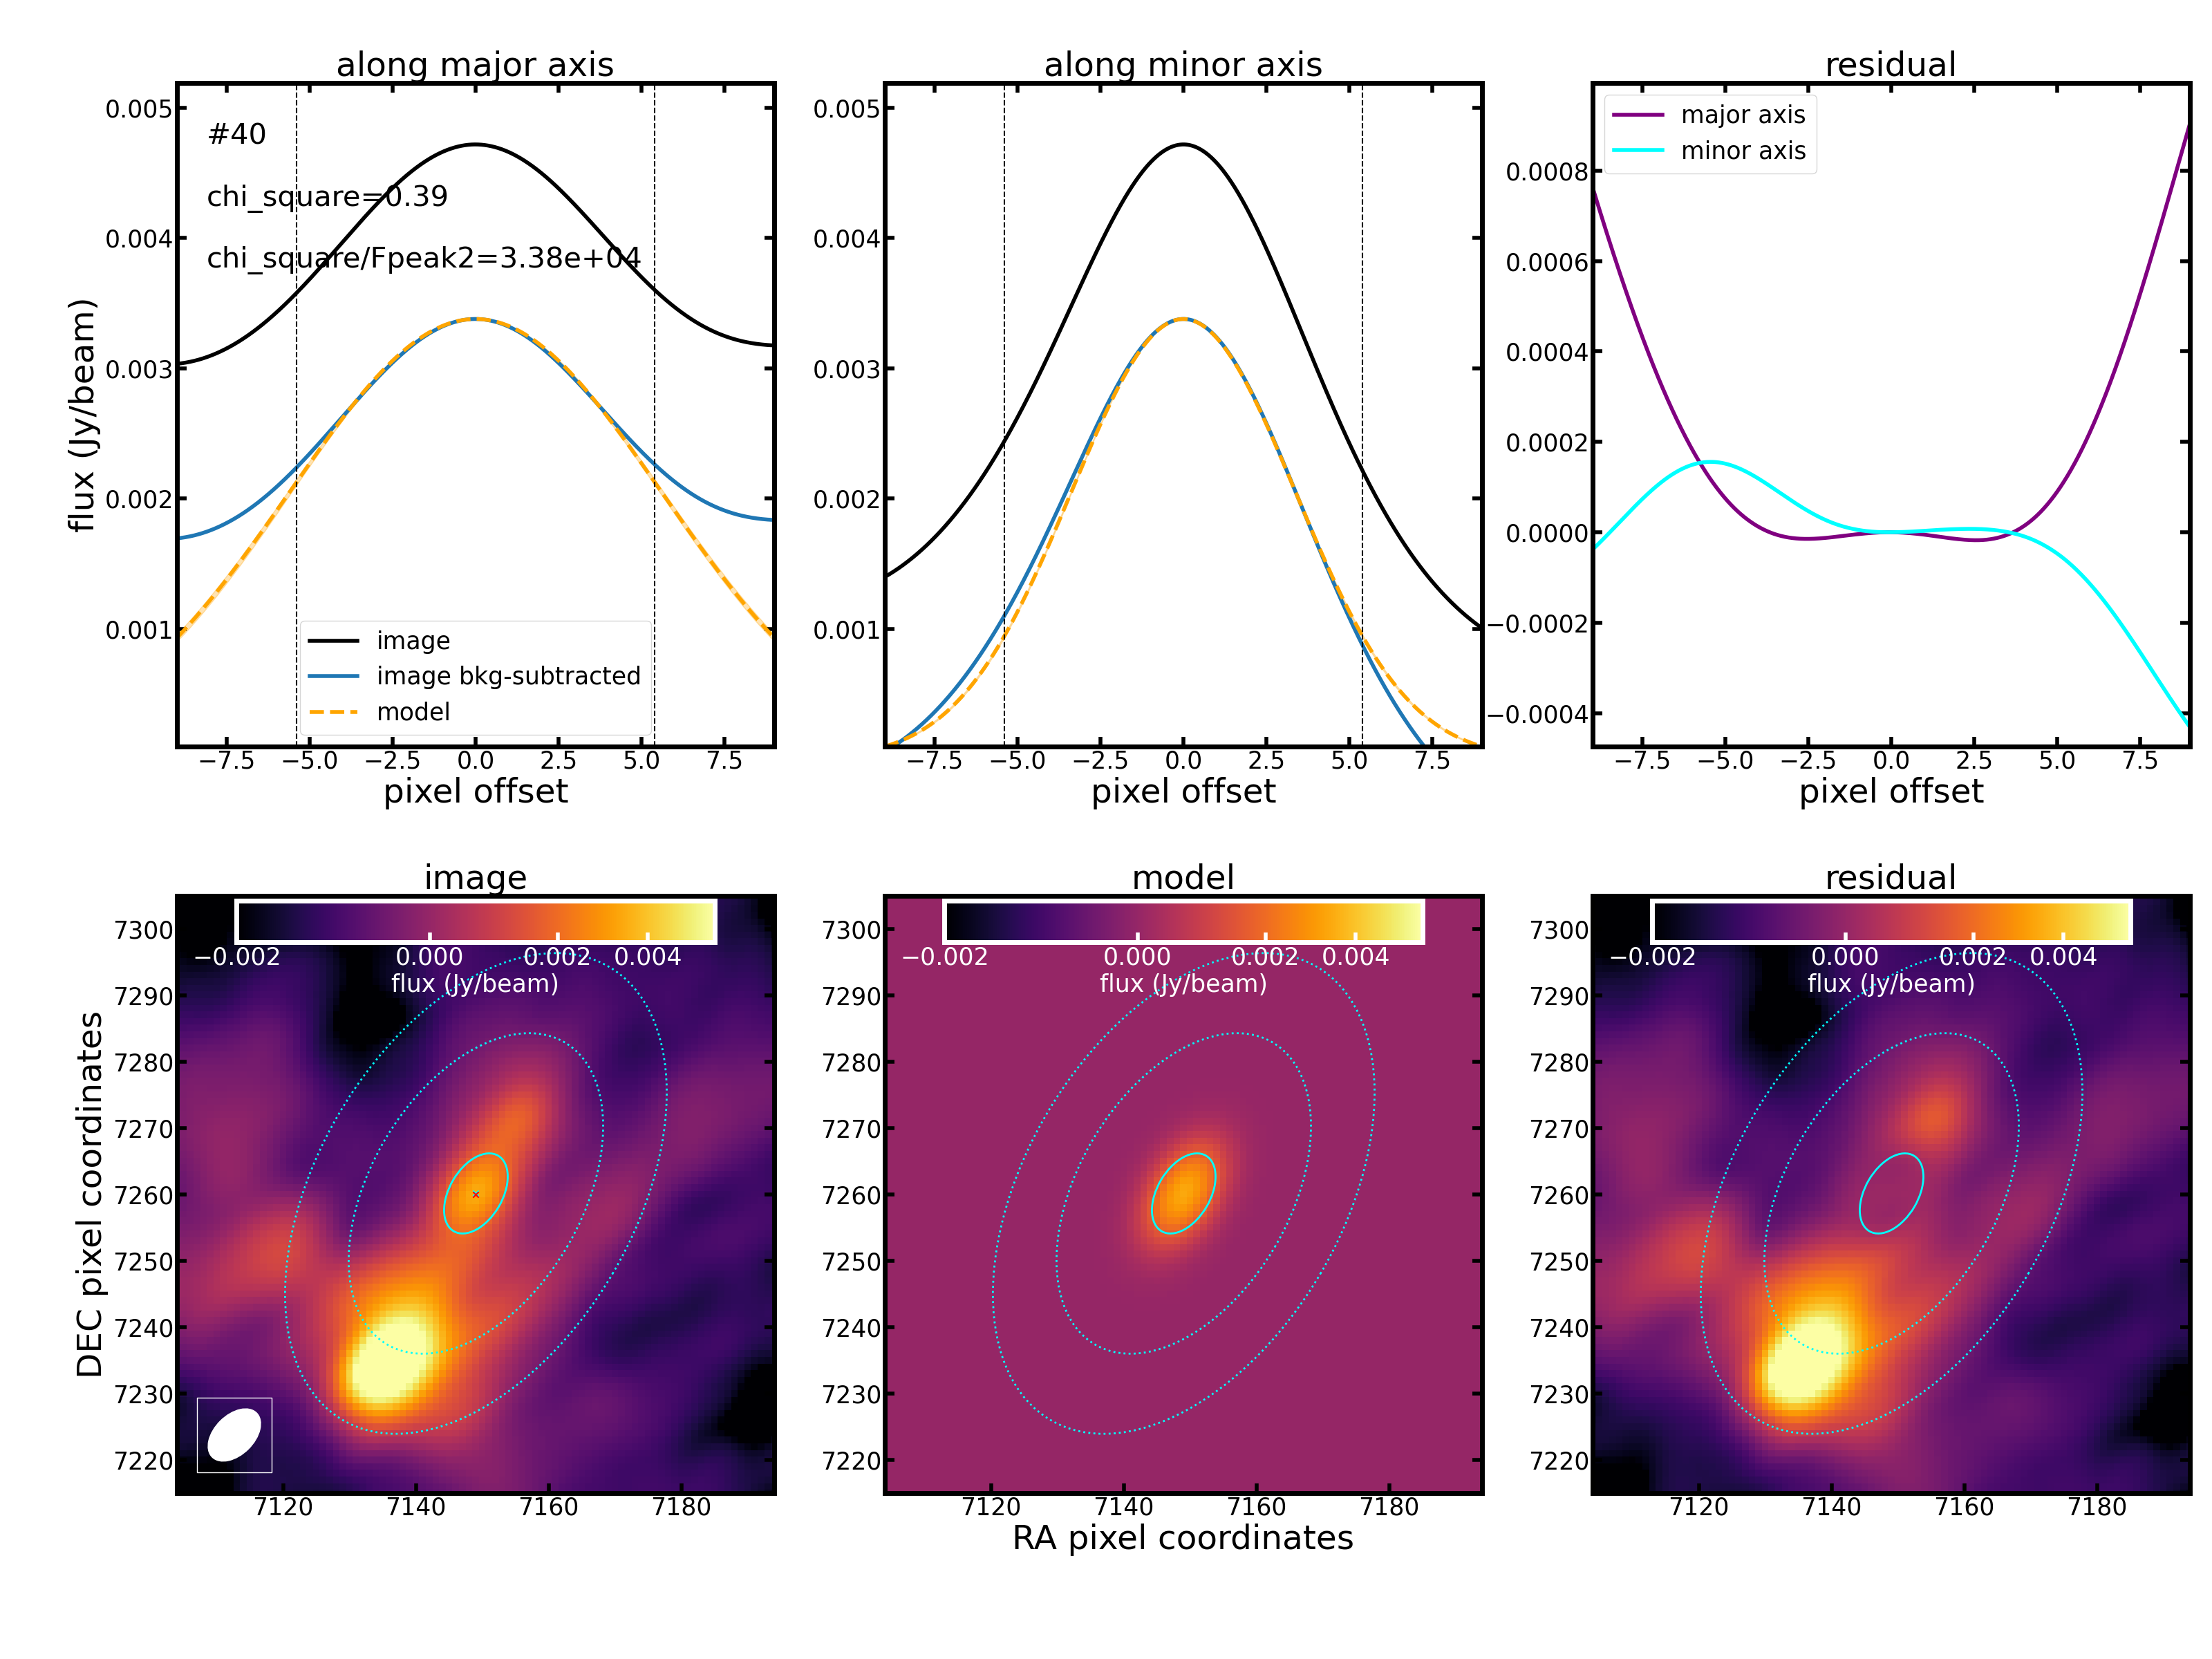 along major axis
along minor axis
residual
#40
chi_square=0.39
chi_square/Fpeak2=3.38e+04
image
image bkg-subtracted
model
major axis
minor axis
flux (Jy/beam)
0.005
0.004
0.003
0.002
0.001
0.005
0.004
0.003
0.002
0.001
0.0008
0.0006
0.0004
0.0002
0.0000
−0.0002
−0.0004
−7.5 −5.0 −2.5 0.0 2.5 5.0 7.5
−7.5 −5.0 −2.5 0.0 2.5 5.0 7.5
−7.5 −5.0 −2.5 0.0 2.5 5.0 7.5
pixel offset
pixel offset
pixel offset
image
model
residual
−0.002 0.000 0.002 0.004
flux (Jy/beam)
−0.002 0.000 0.002 0.004
flux (Jy/beam)
−0.002 0.000 0.002 0.004
flux (Jy/beam)
DEC pixel coordinates
7300
7290
7280
7270
7260
7250
7240
7230
7220
7300
7290
7280
7270
7260
7250
7240
7230
7220
7300
7290
7280
7270
7260
7250
7240
7230
7220
7120 7140 7160 7180
7120 7140 7160 7180
7120 7140 7160 7180
RA pixel coordinates